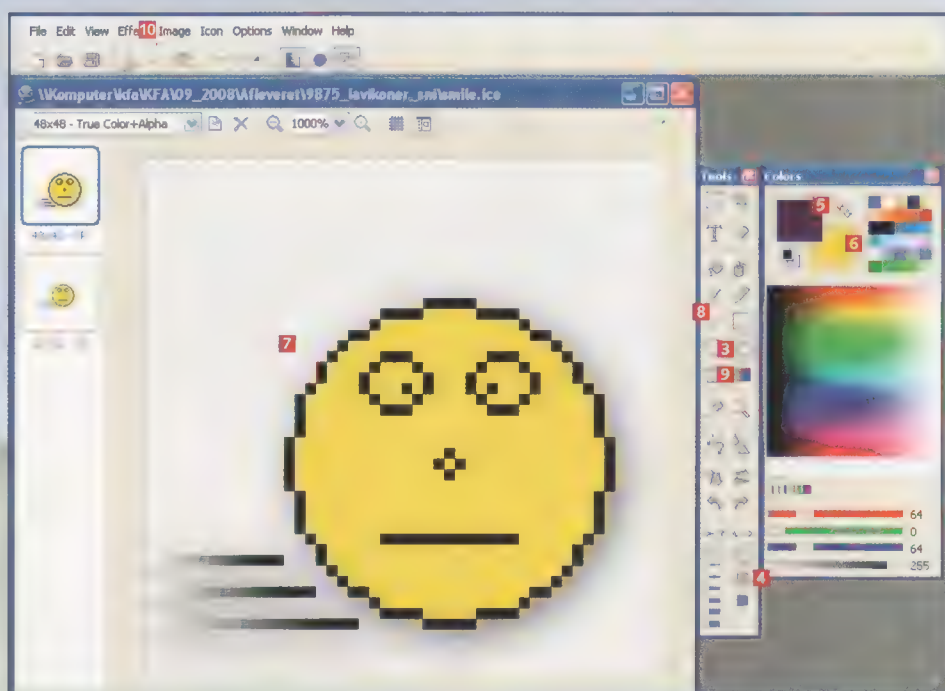 File Edit View Effe 10 Image Icon Options Window Help
\\Komputer\kfa\KFA\09_2008\Afleveret\9875_lavikoner_sni\smile.ico
48x48 - True Color+Alpha 1000%
Tools
Colors
5
6
8
7
3
9
64
0
64
255
4